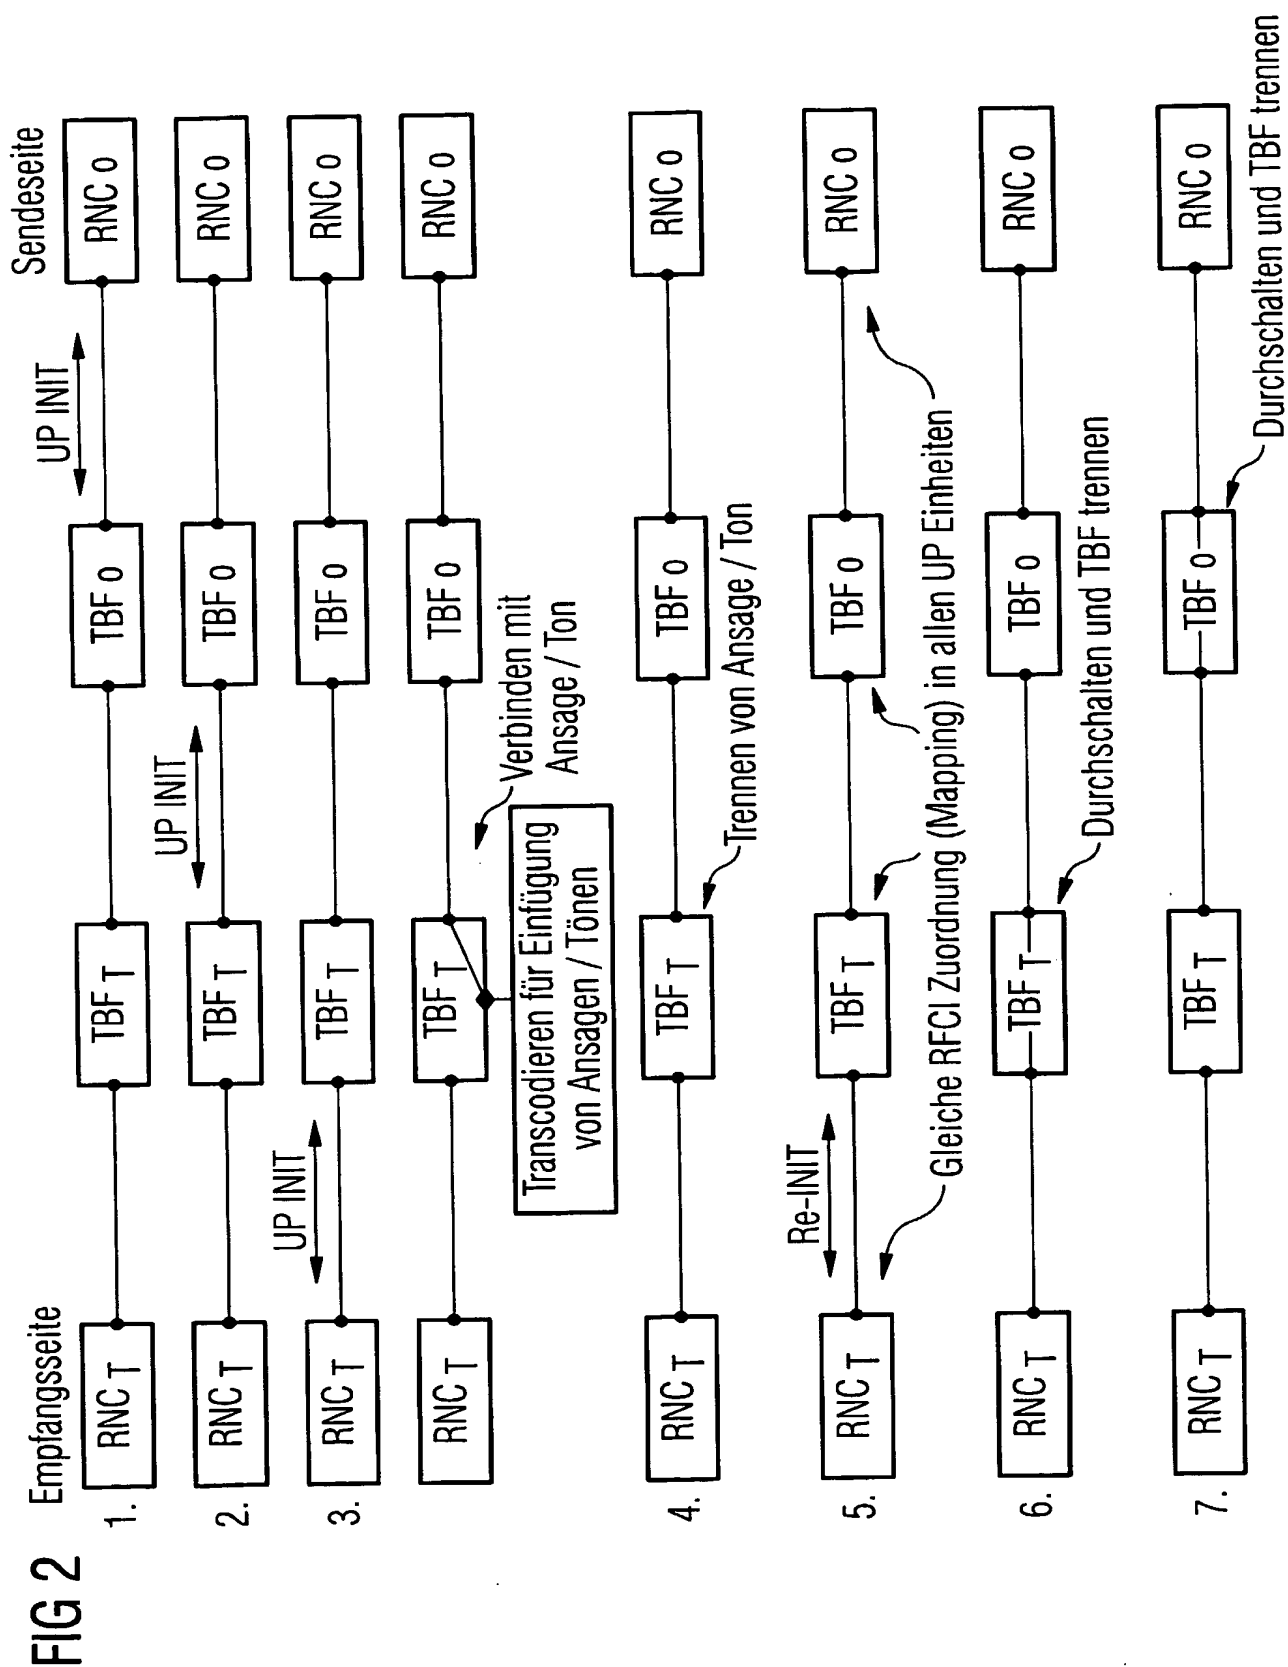 FIG 2
Empfangsseite
Sendeseite
UP INIT
1.
RNC T
TBF T
TBF O
RNC O
UP INIT
2.
RNC T
TBF T
TBF O
RNC O
UP INIT
3.
RNC T
TBF T
TBF O
RNC O
RNC T
TBF T
TBF O
RNC O
Verbinden mit
Ansage / Ton
Transcodieren für Einfügung
von Ansagen / Tönen
4.
RNC T
TBF T
TBF O
RNC O
Trennen von Ansage / Ton
Re-INIT
5.
RNC T
TBF T
TBF O
RNC O
Gleiche RFCI Zuordnung (Mapping) in allen UP Einheiten
6.
RNC T
TBF T
TBF O
RNC O
Durchschalten und TBF trennen
7.
RNC T
TBF T
TBF O
RNC O
Durchschalten und TBF trennen